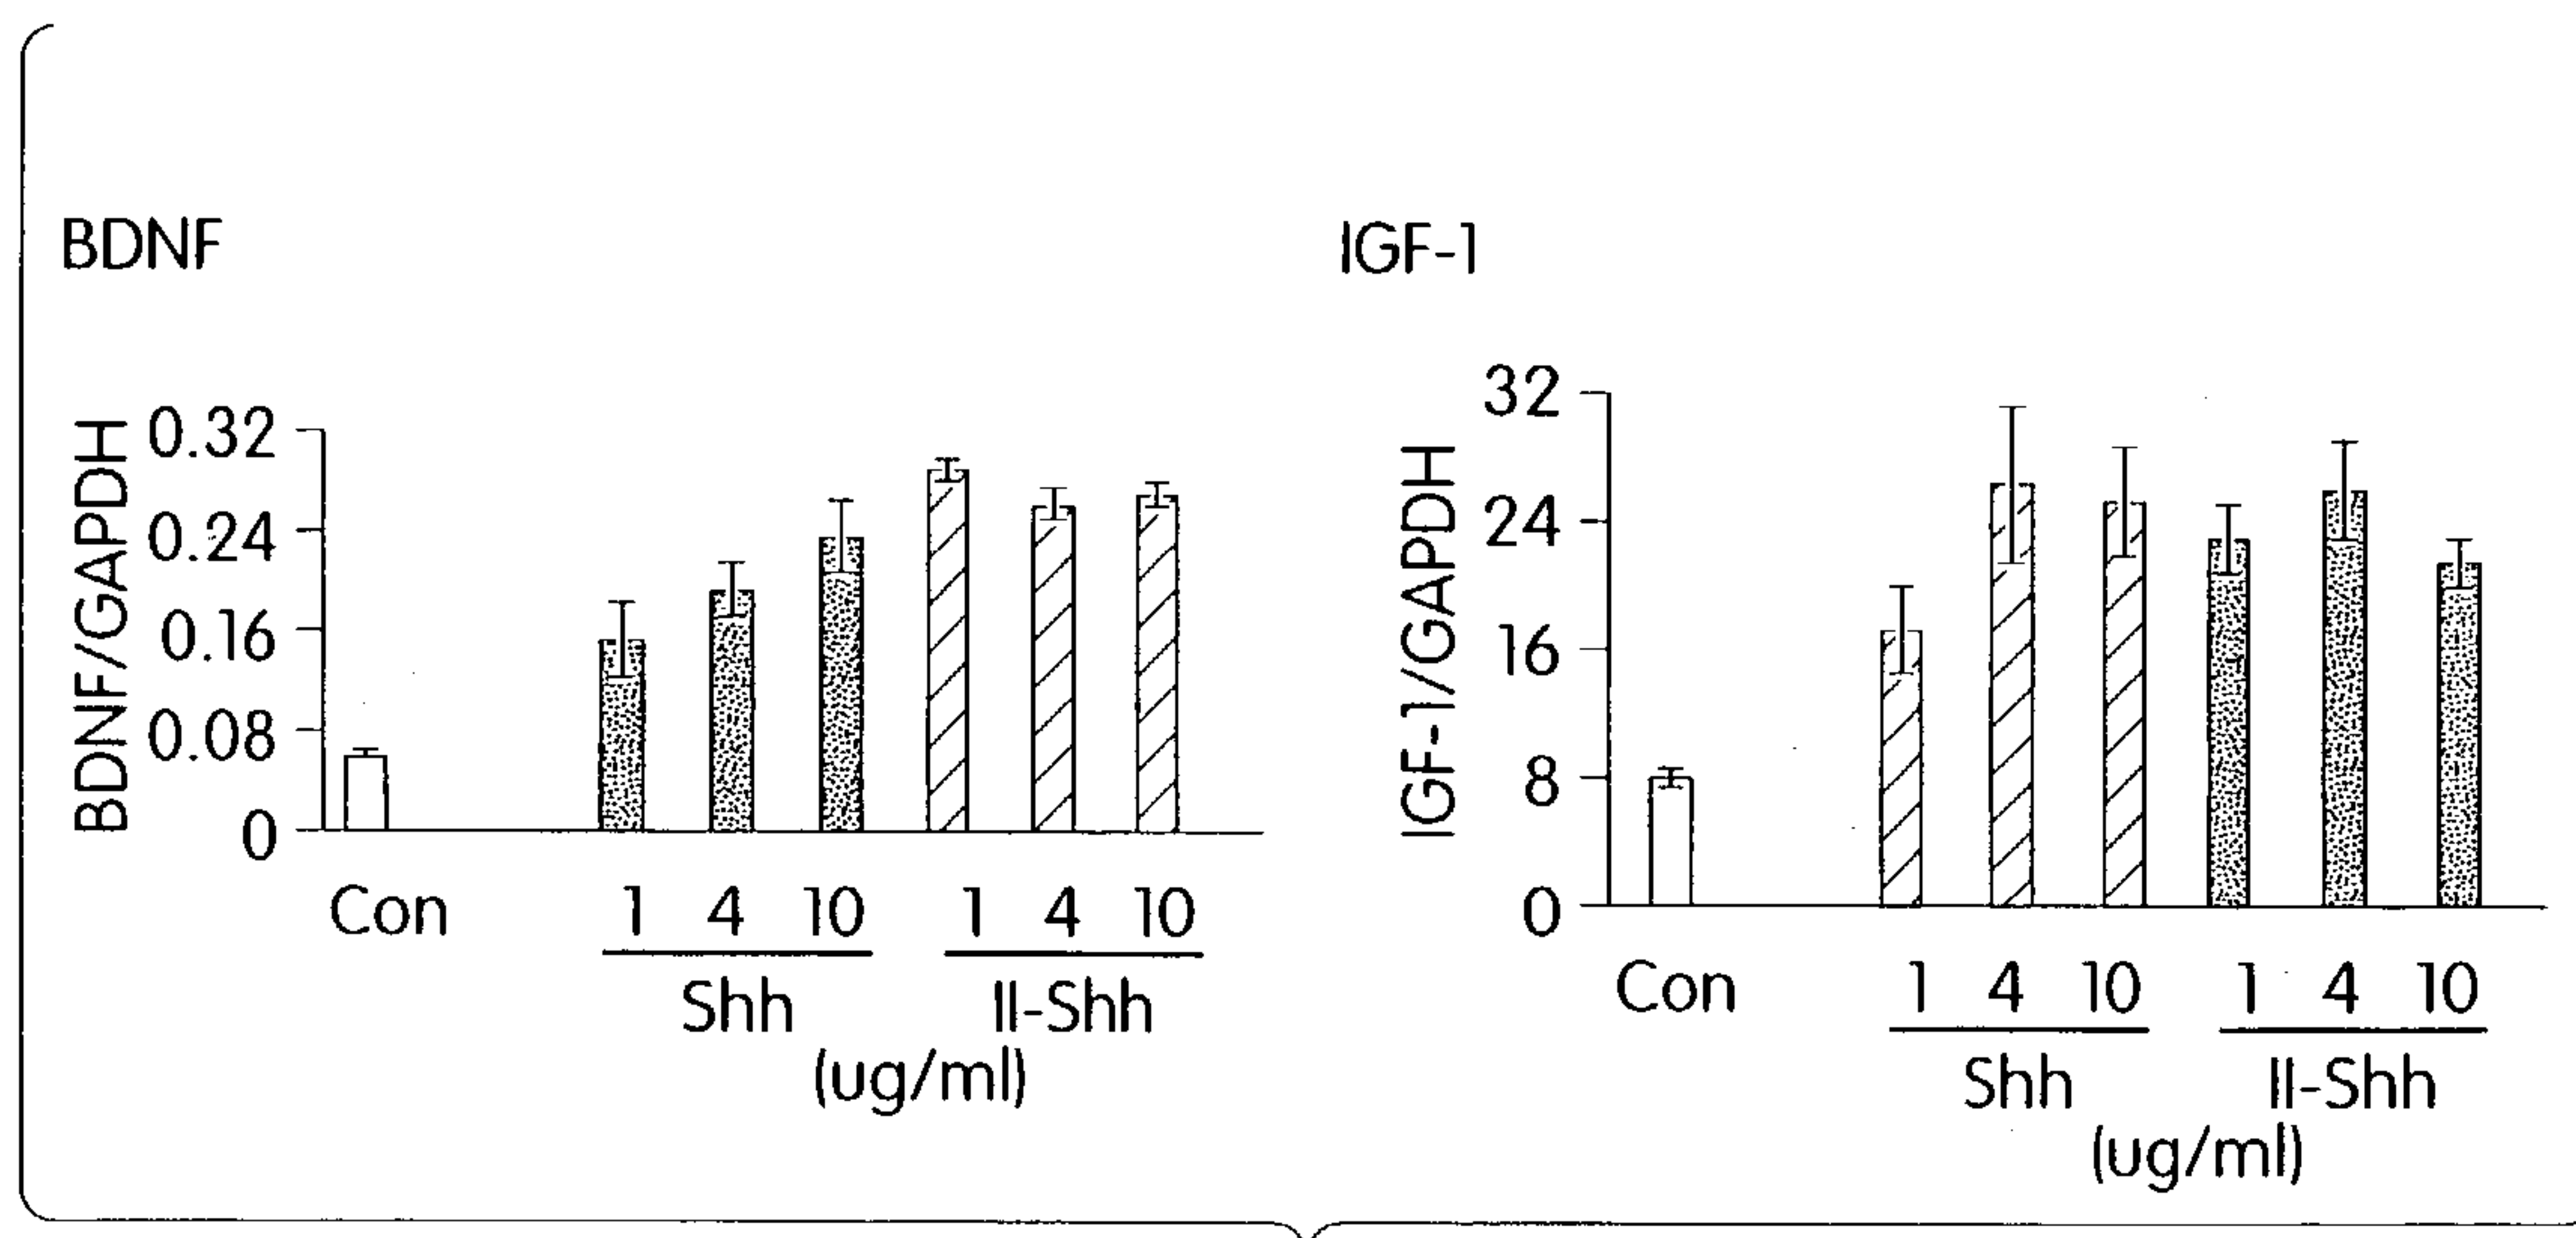 BDNF
BDNF/GAPDH
0.32
0.24
0.16
0.08
0
Con 1 4 10 1 4 10
Shh II-Shh
(ug/ml)
IGF-1
IGF-1/GAPDH
32
24
16
8
0
Con 1 4 10 1 4 10
Shh II-Shh
(ug/ml)